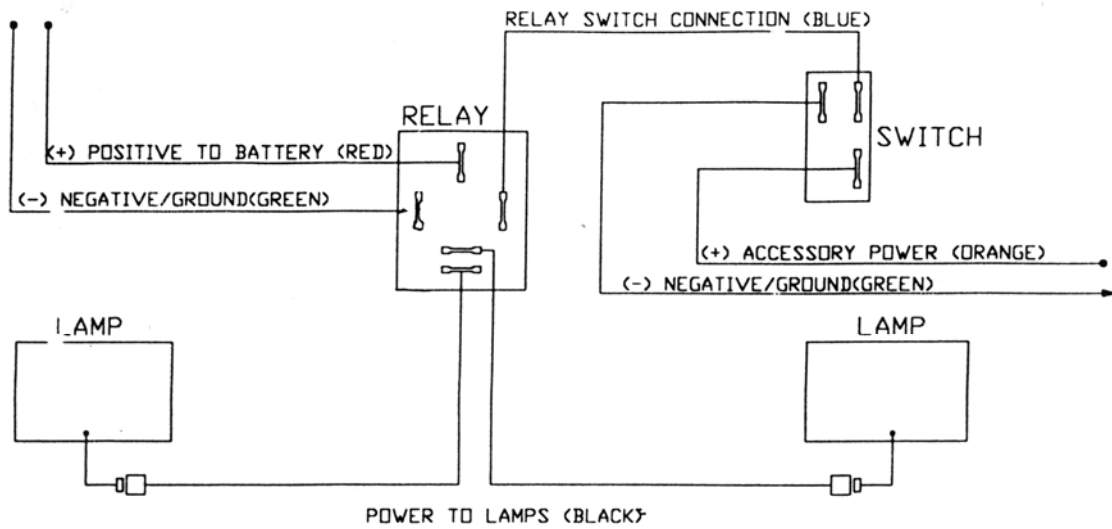 RELAY SWITCH CONNECTION (BLUE)
RELAY
SWITCH
(+) POSITIVE TO BATTERY (RED)
(-) NEGATIVE/GROUND(GREEN)
(+) ACCESSORY POWER (ORANGE)
(-) NEGATIVE/GROUND(GREEN)
LAMP
LAMP
POWER TO LAMPS (BLACK)